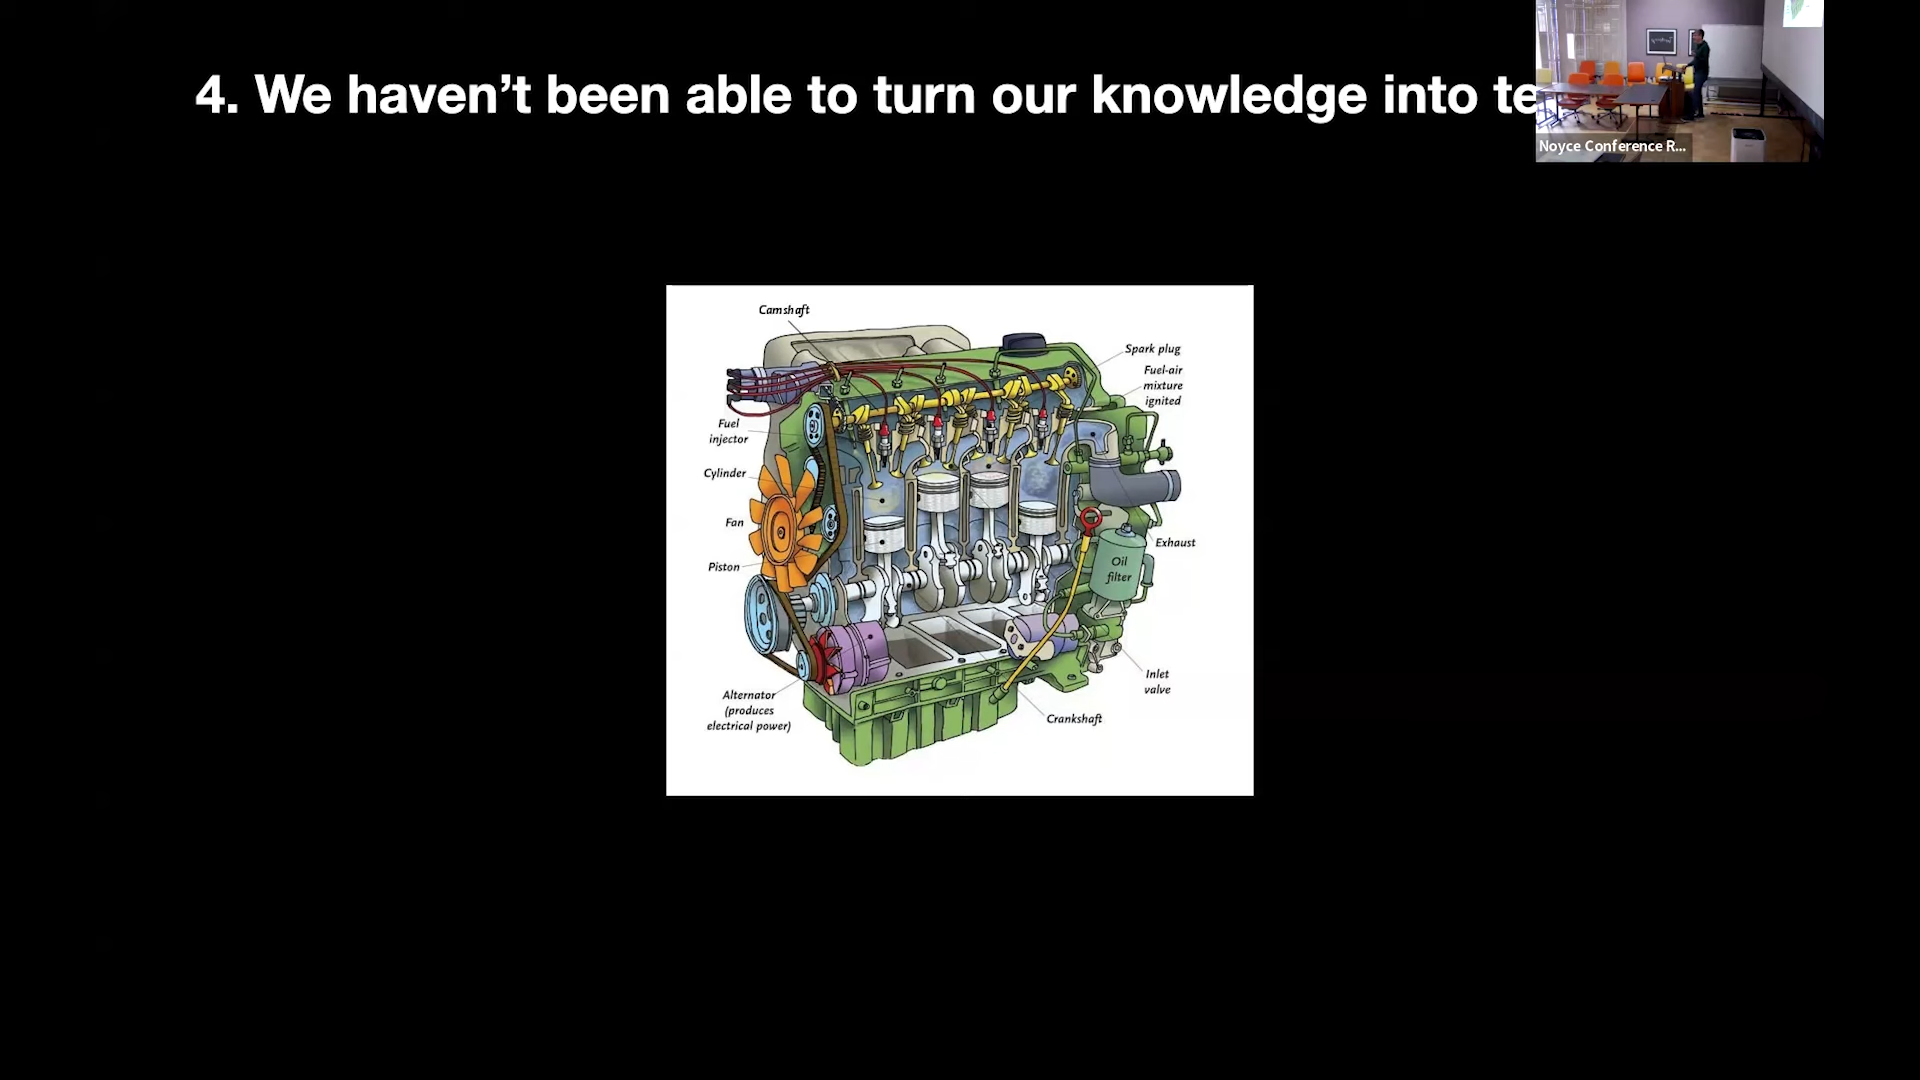 4. We haven’t been able to turn our knowledge into te
Noyce Conference R...
Camshaft
Spark plug
Fuel-air
mixture
ignited
Fuel
injector
Cylinder
Fan
Piston
Exhaust
Oil
filter
Inlet
valve
Alternator
(produces
electrical power)
Crankshaft